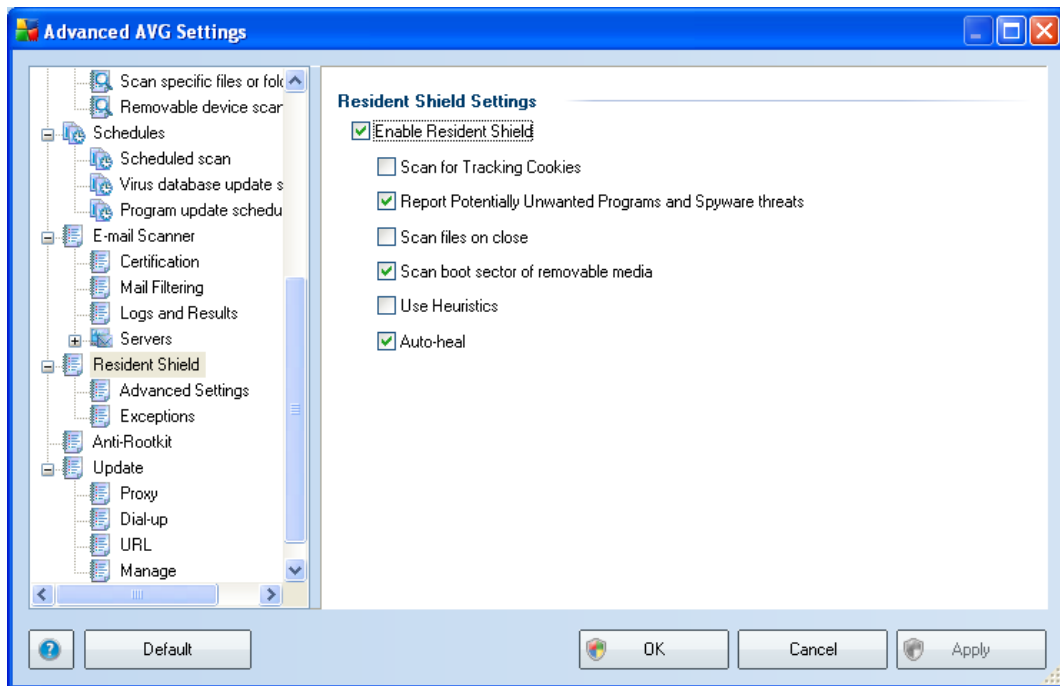 Advanced AVG Settings
Scan specific files or fold
Removable device scan
Schedules
Scheduled scan
Virus database update s
Program update schedu
E-mail Scanner
Certification
Mail Filtering
Logs and Results
Servers
Resident Shield
Advanced Settings
Exceptions
Anti-Rootkit
Update
Proxy
Dial-up
URL
Manage
Resident Shield Settings
Enable Resident Shield
Scan for Tracking Cookies
Report Potentially Unwanted Programs and Spyware threats
Scan files on close
Scan boot sector of removable media
Use Heuristics
Auto-heal
?
Default
OK
Cancel
Apply